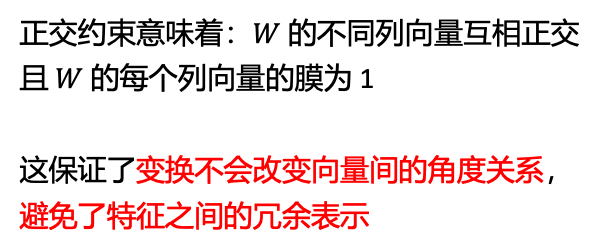 正交约束意味着：W 的不同列向量互相正交
且 W 的每个列向量的膜为 1
这保证了变换不会改变向量间的角度关系，
避免了特征之间的冗余表示